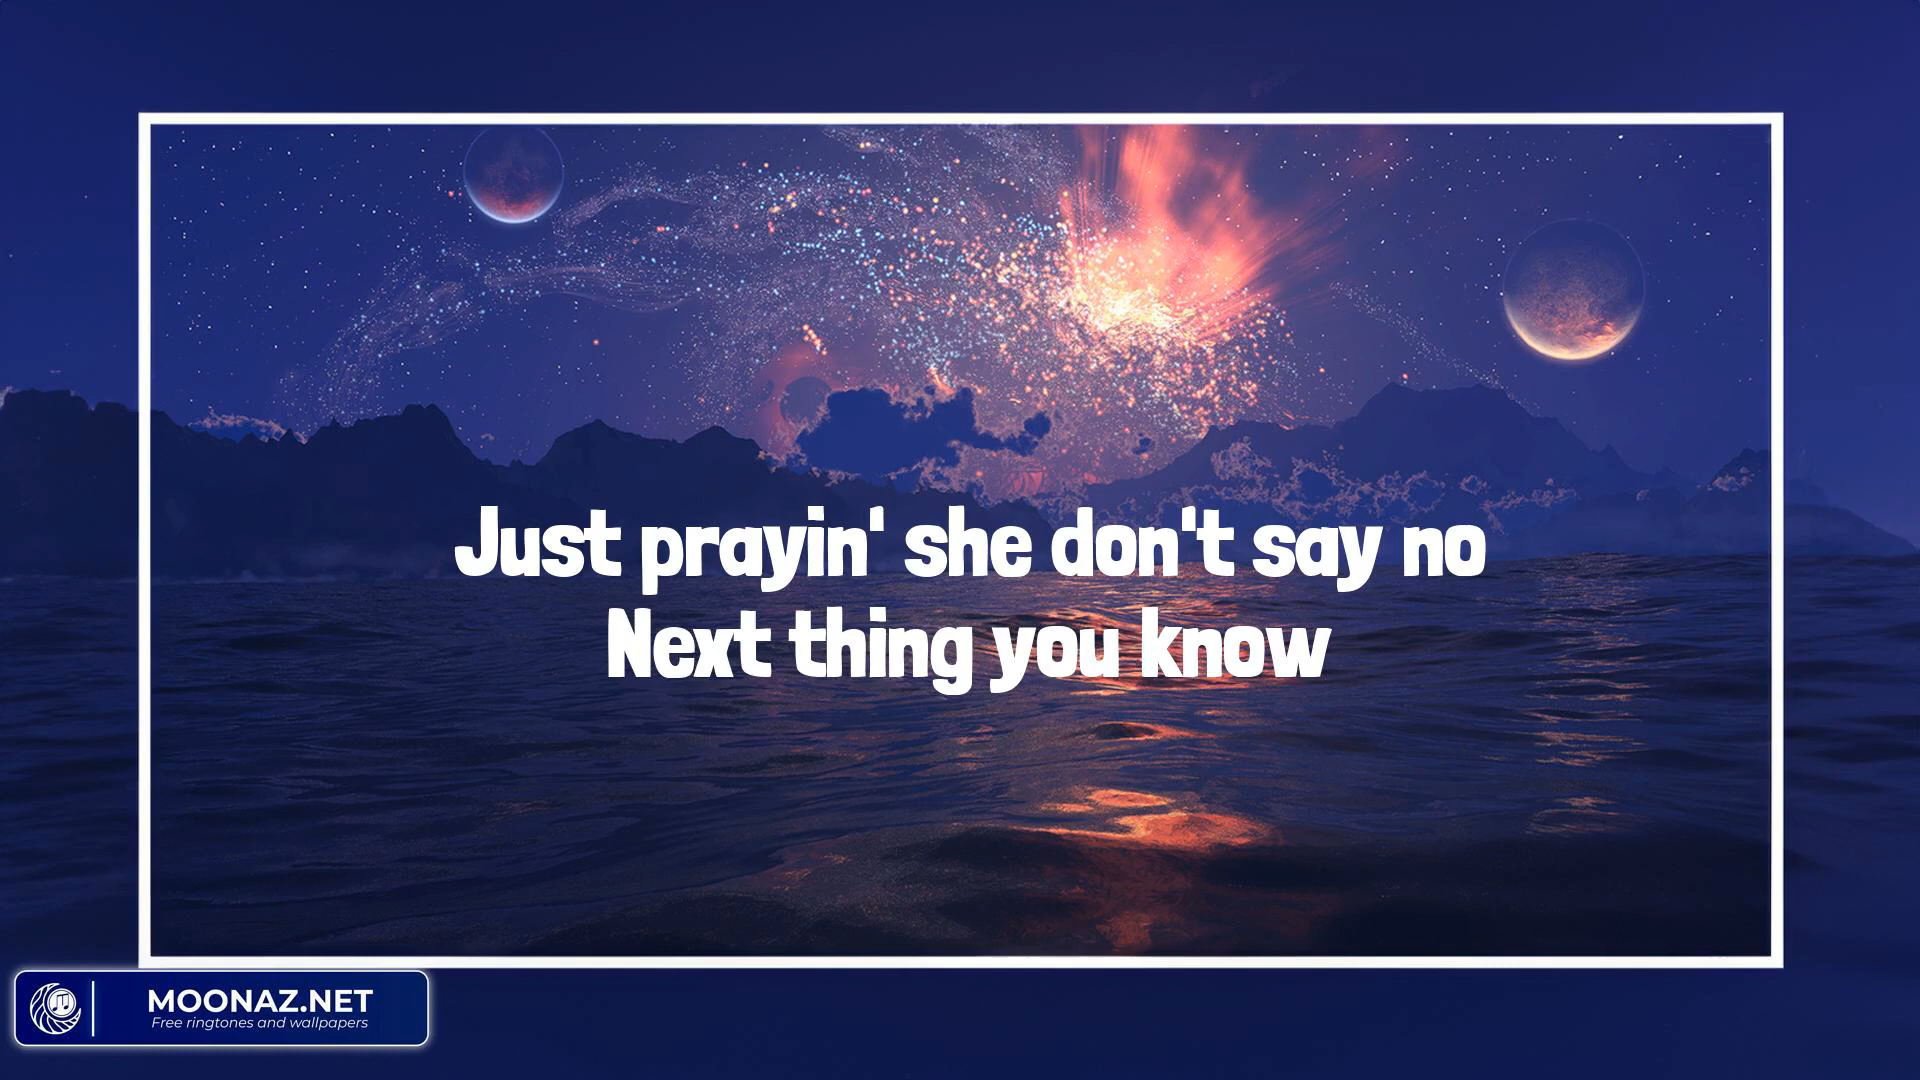 Just prayin' she don't say no
Next thing you know
MOONAZ.NET
Free ringtones and wallpapers